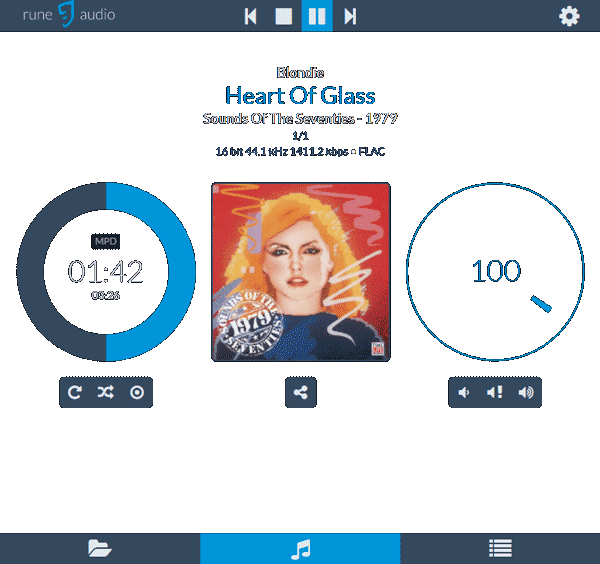 rune audio
Blondie
Heart Of Glass
Sounds Of The Seventies - 1979
1/1
16 bit 44.1 kHz 1411.2 kbps • FLAC
MPD
01:42
03:26
SOUNDS OF THE
1979
SEVENTIES
100